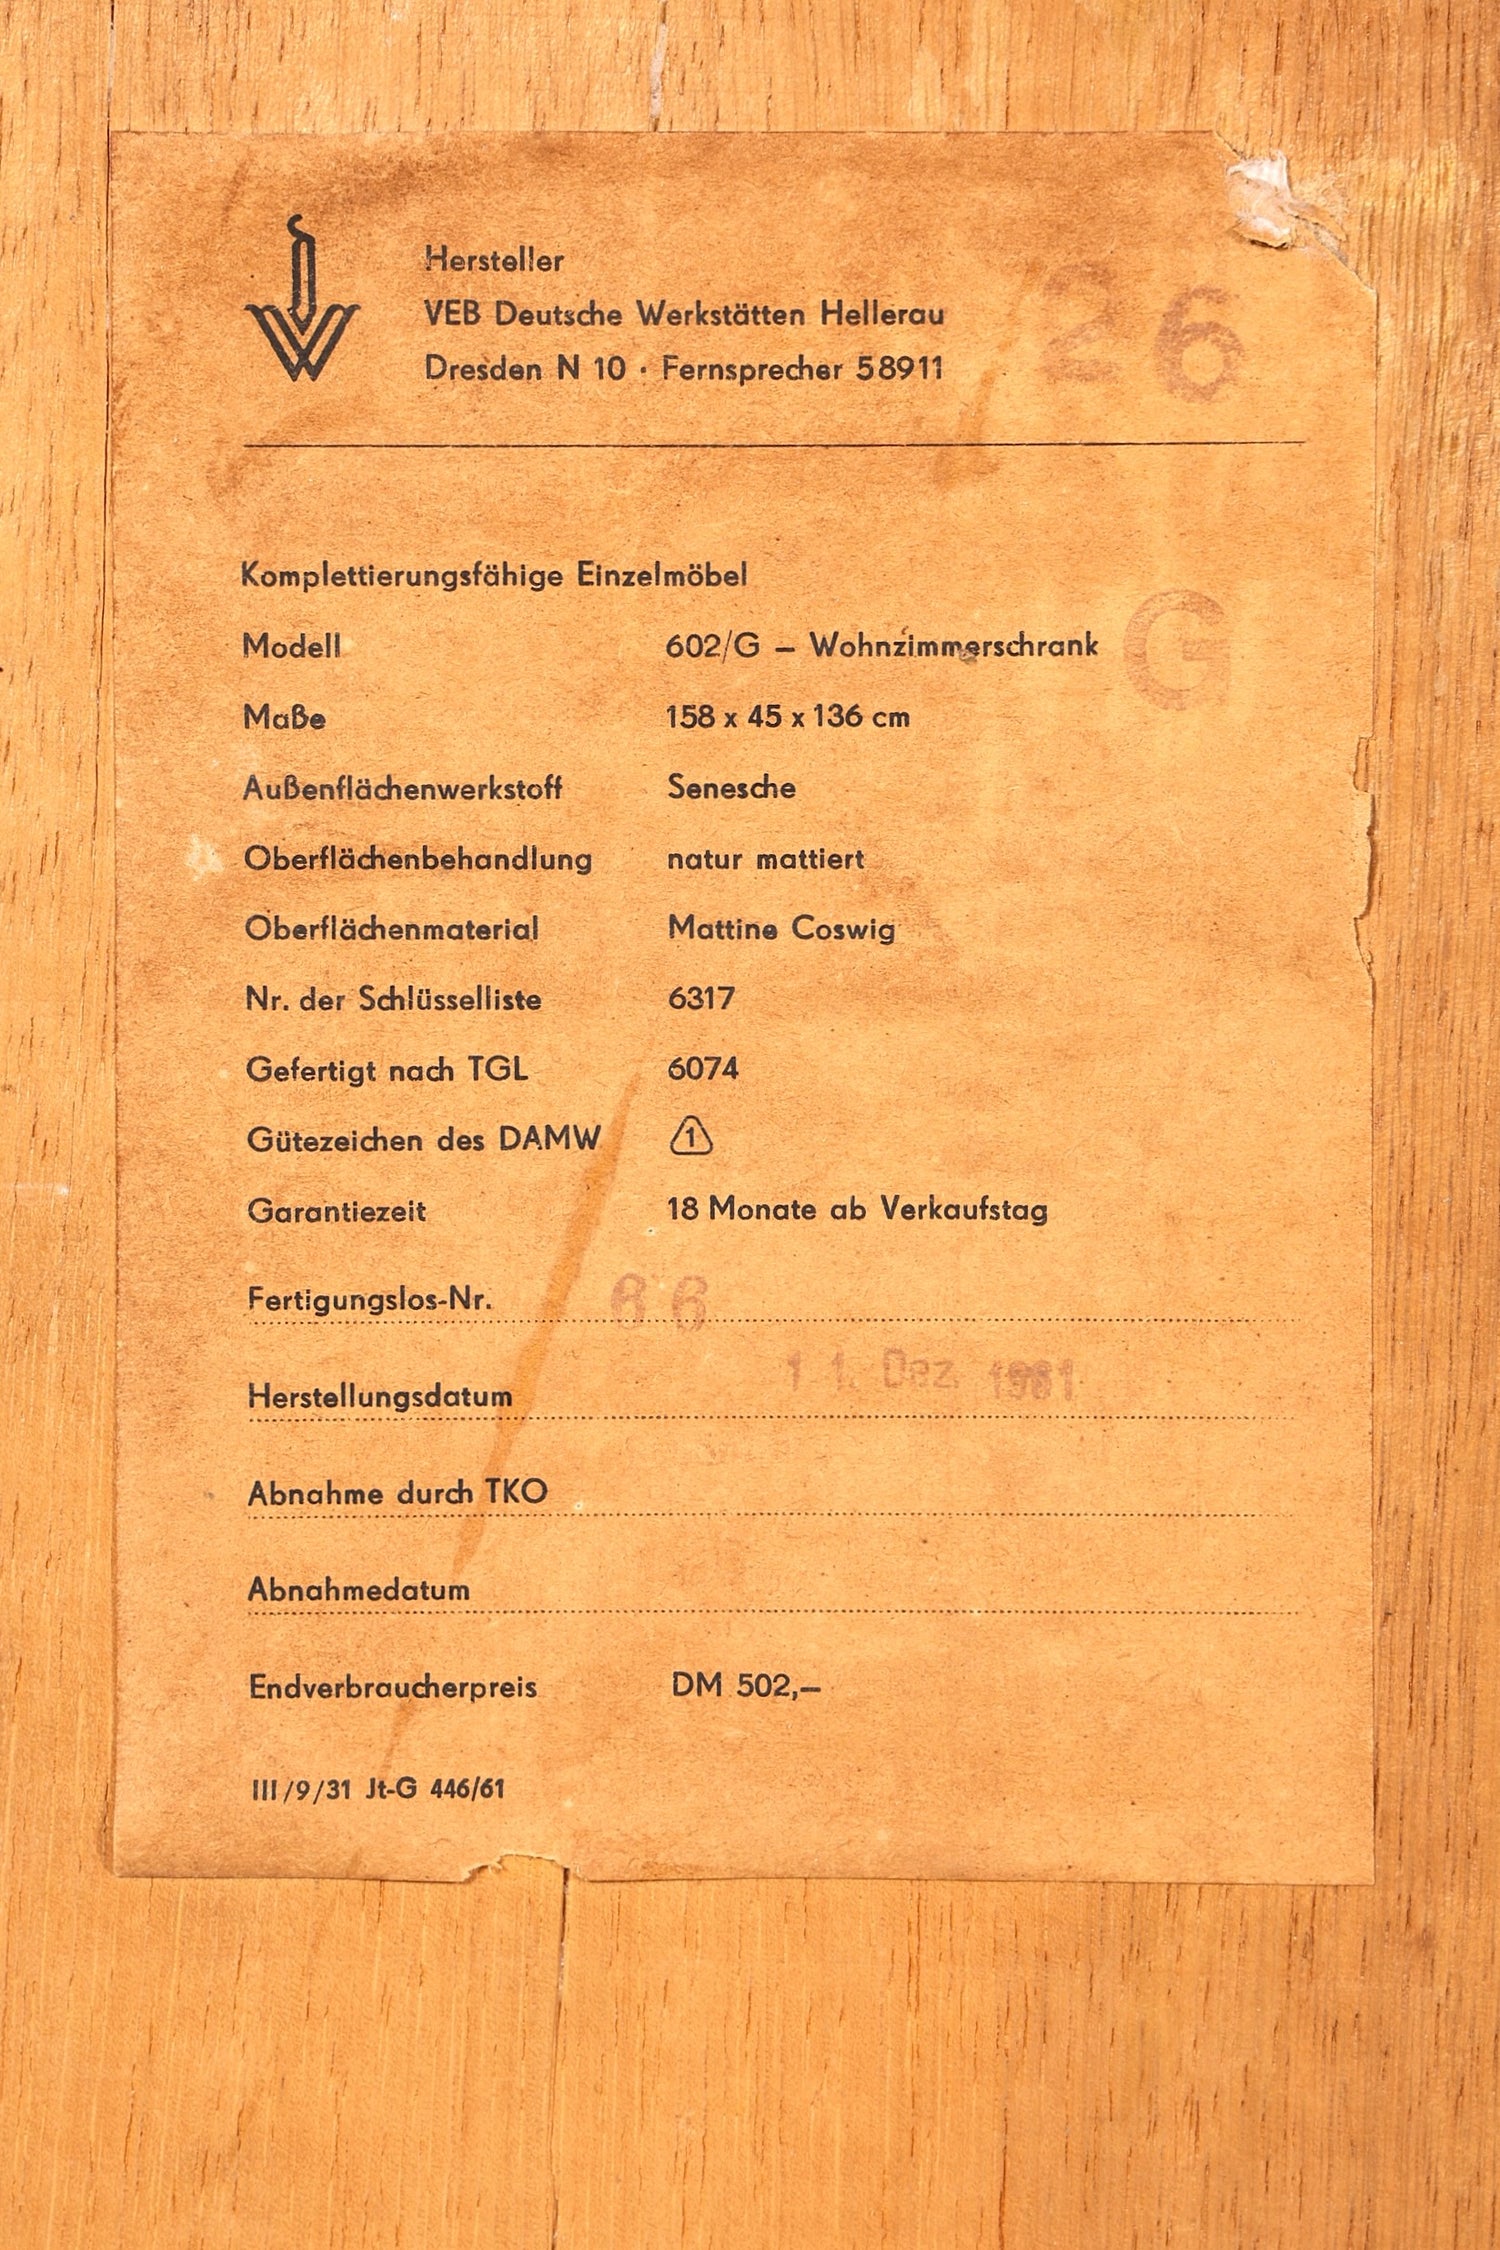 Hersteller
VEB Deutsche Werkstätten Hellerau
Dresden N 10 · Fernsprecher 58911
26
Komplettierungsfähige Einzelmöbel
Modell 602/G – Wohnzimmerschrank G
Maße 158 x 45 x 136 cm
Außenflächenwerkstoff Senesche
Oberflächenbehandlung natur mattiert
Oberflächenmaterial Mattine Coswig
Nr. der Schlüsselliste 6317
Gefertigt nach TGL 6074
Gütezeichen des DAMW 1
Garantiezeit 18 Monate ab Verkaufstag
Fertigungslos-Nr. 66
Herstellungsdatum 11. Dez.
Abnahme durch TKO
Abnahmedatum
Endverbraucherpreis DM 502,–
III/9/31 Jt-G 446/61